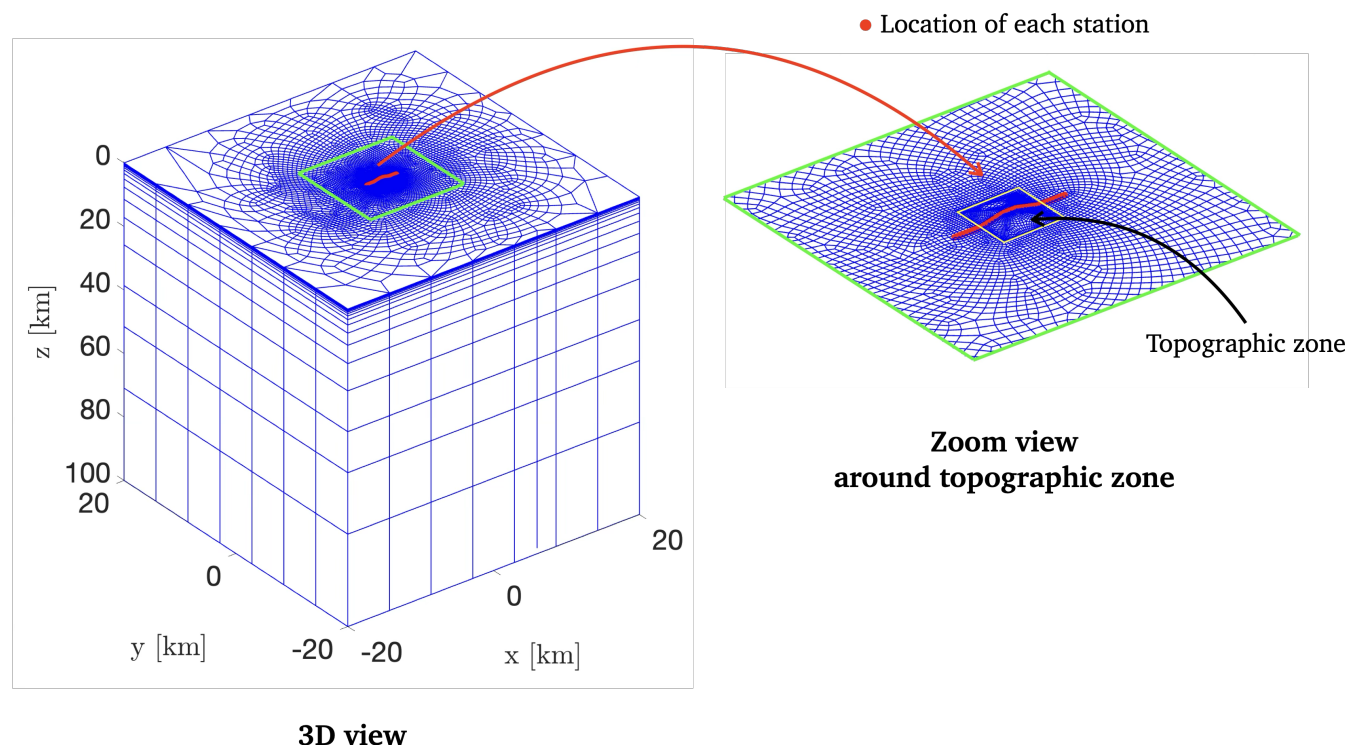 Location of each station
0
20
40
60
80
100
z [km]
20
0
-20
y [km]
-20
0
20
x [km]
3D view
Topographic zone
Zoom view
around topographic zone